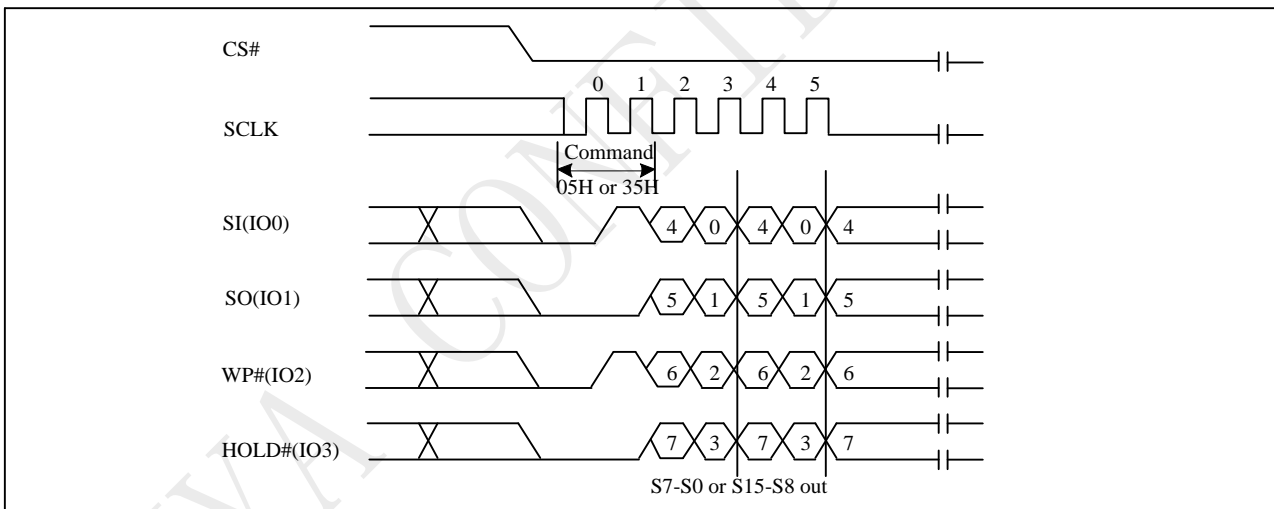 CS#
0 1 2 3 4 5
SCLK
Command
05H or 35H
SI(IO0) 4 0 4 0 4
SO(IO1) 5 1 5 1 5
WP#(IO2) 6 2 6 2 6
HOLD#(IO3) 7 3 7 3 7
S7-S0 or S15-S8 out